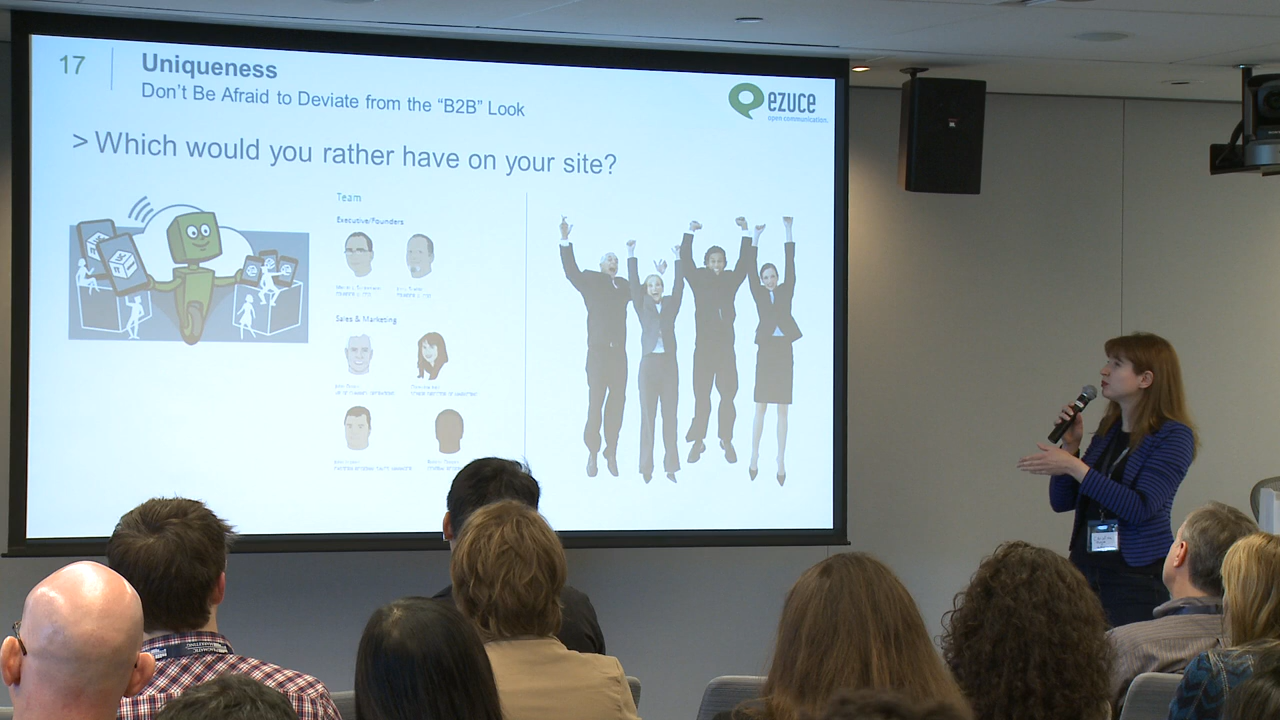 17
Uniqueness
Don't Be Afraid to Deviate from the "B2B" Look
ezuce
open communication.
> Which would you rather have on your site?
Team
Executive/Founders
Sales & Marketing